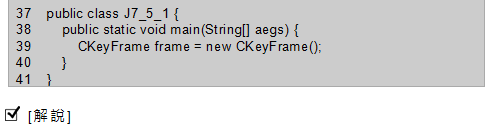 37 public class J7_5_1 {
38 public static void main(String[] aegs) {
39 CKeyFrame frame = new CKeyFrame();
40 }
41 }
[解說]